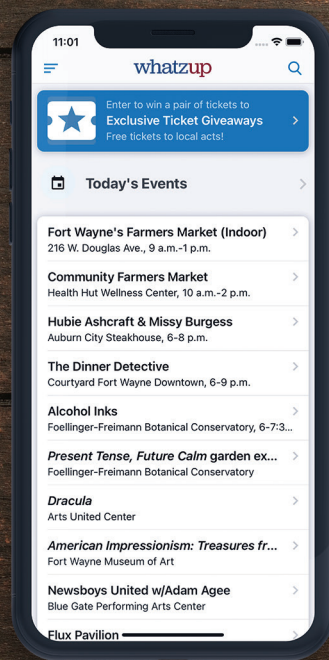 11:01
whatzup
Enter to win a pair of tickets to
Exclusive Ticket Giveaways
Free tickets to local acts!
Today's Events
Fort Wayne's Farmers Market (Indoor)
216 W. Douglas Ave., 9 a.m.-1 p.m.
Community Farmers Market
Health Hut Wellness Center, 10 a.m.-2 p.m.
Hubie Ashcraft & Missy Burgess
Auburn City Steakhouse, 6-8 p.m.
The Dinner Detective
Courtyard Fort Wayne Downtown, 6-9 p.m.
Alcohol Inks
Foellinger-Freimann Botanical Conservatory, 6-7:3...
Present Tense, Future Calm garden ex...
Foellinger-Freimann Botanical Conservatory
Dracula
Arts United Center
American Impressionism: Treasures fr...
Fort Wayne Museum of Art
Newsboys United w/Adam Agee
Blue Gate Performing Arts Center
Flux Pavilion